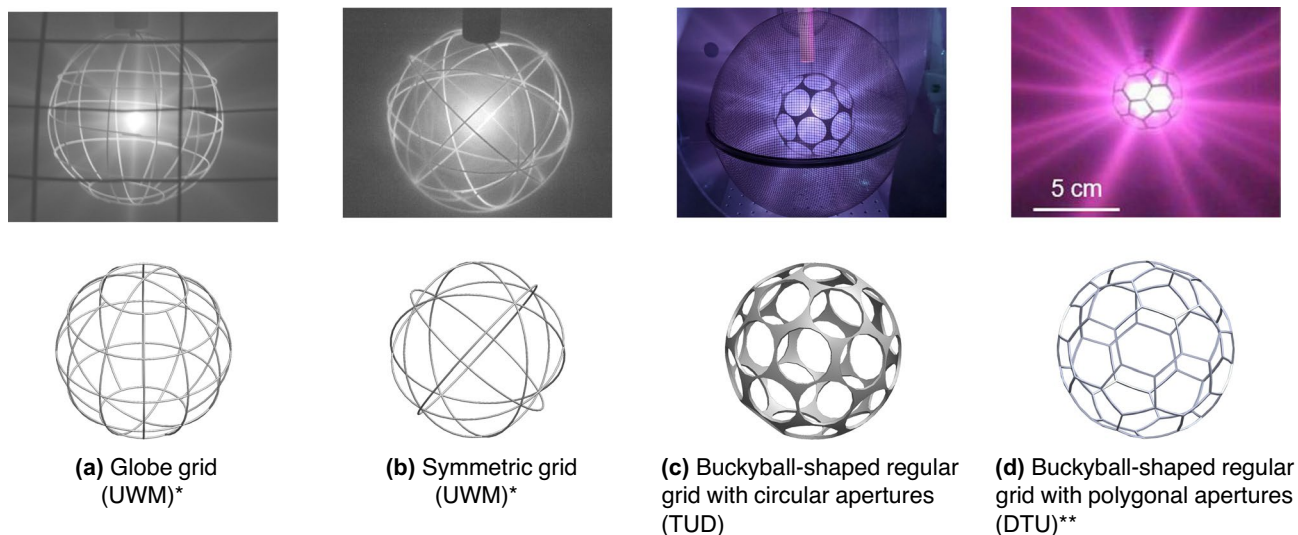 5 cm
(a) Globe grid
(UWM)*
(b) Symmetric grid
(UWM)*
(c) Buckyball-shaped regular
grid with circular apertures
(TUD)
(d) Buckyball-shaped regular
grid with polygonal apertures
(DTU)**